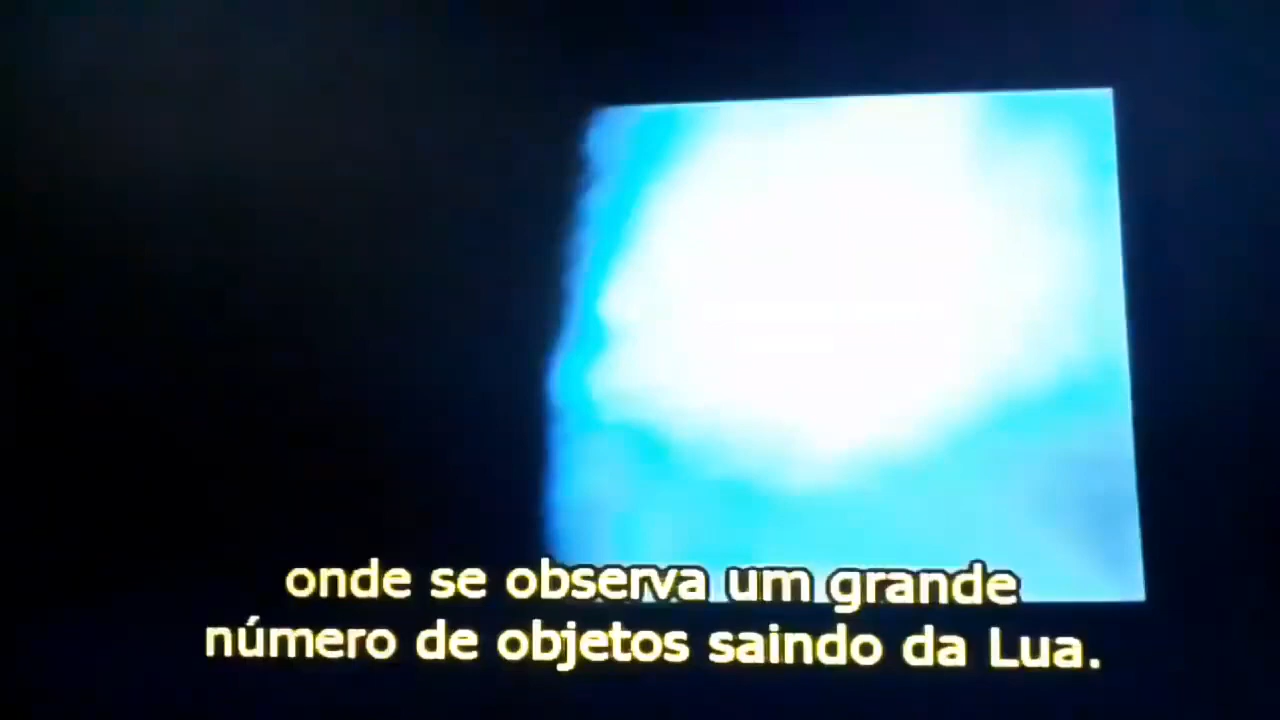 onde se observa um grande
número de objetos saindo da Lua.